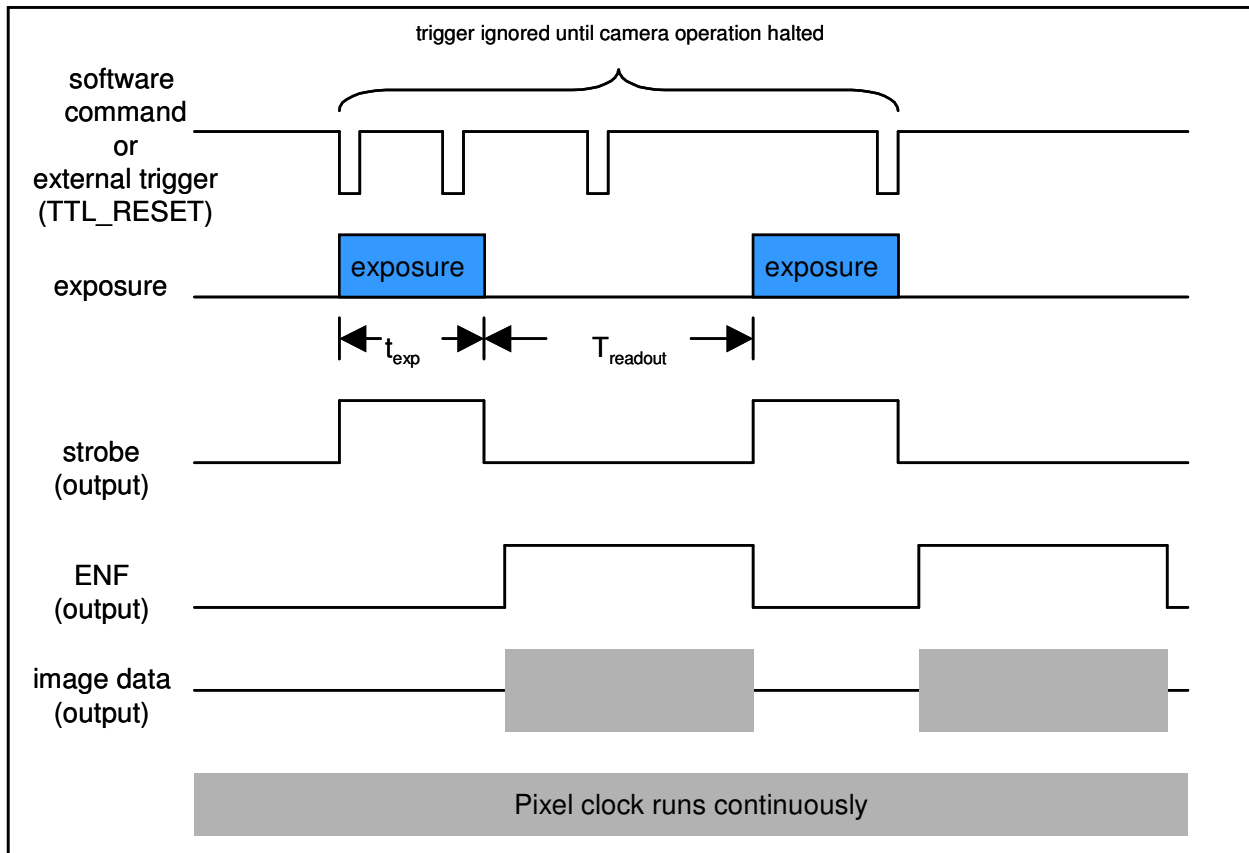 trigger ignored until camera operation halted
software
command
or
external trigger
(TTL_RESET)
exposure
exposure
exposure
texp
Treadout
strobe
(output)
ENF
(output)
image data
(output)
Pixel clock runs continuously